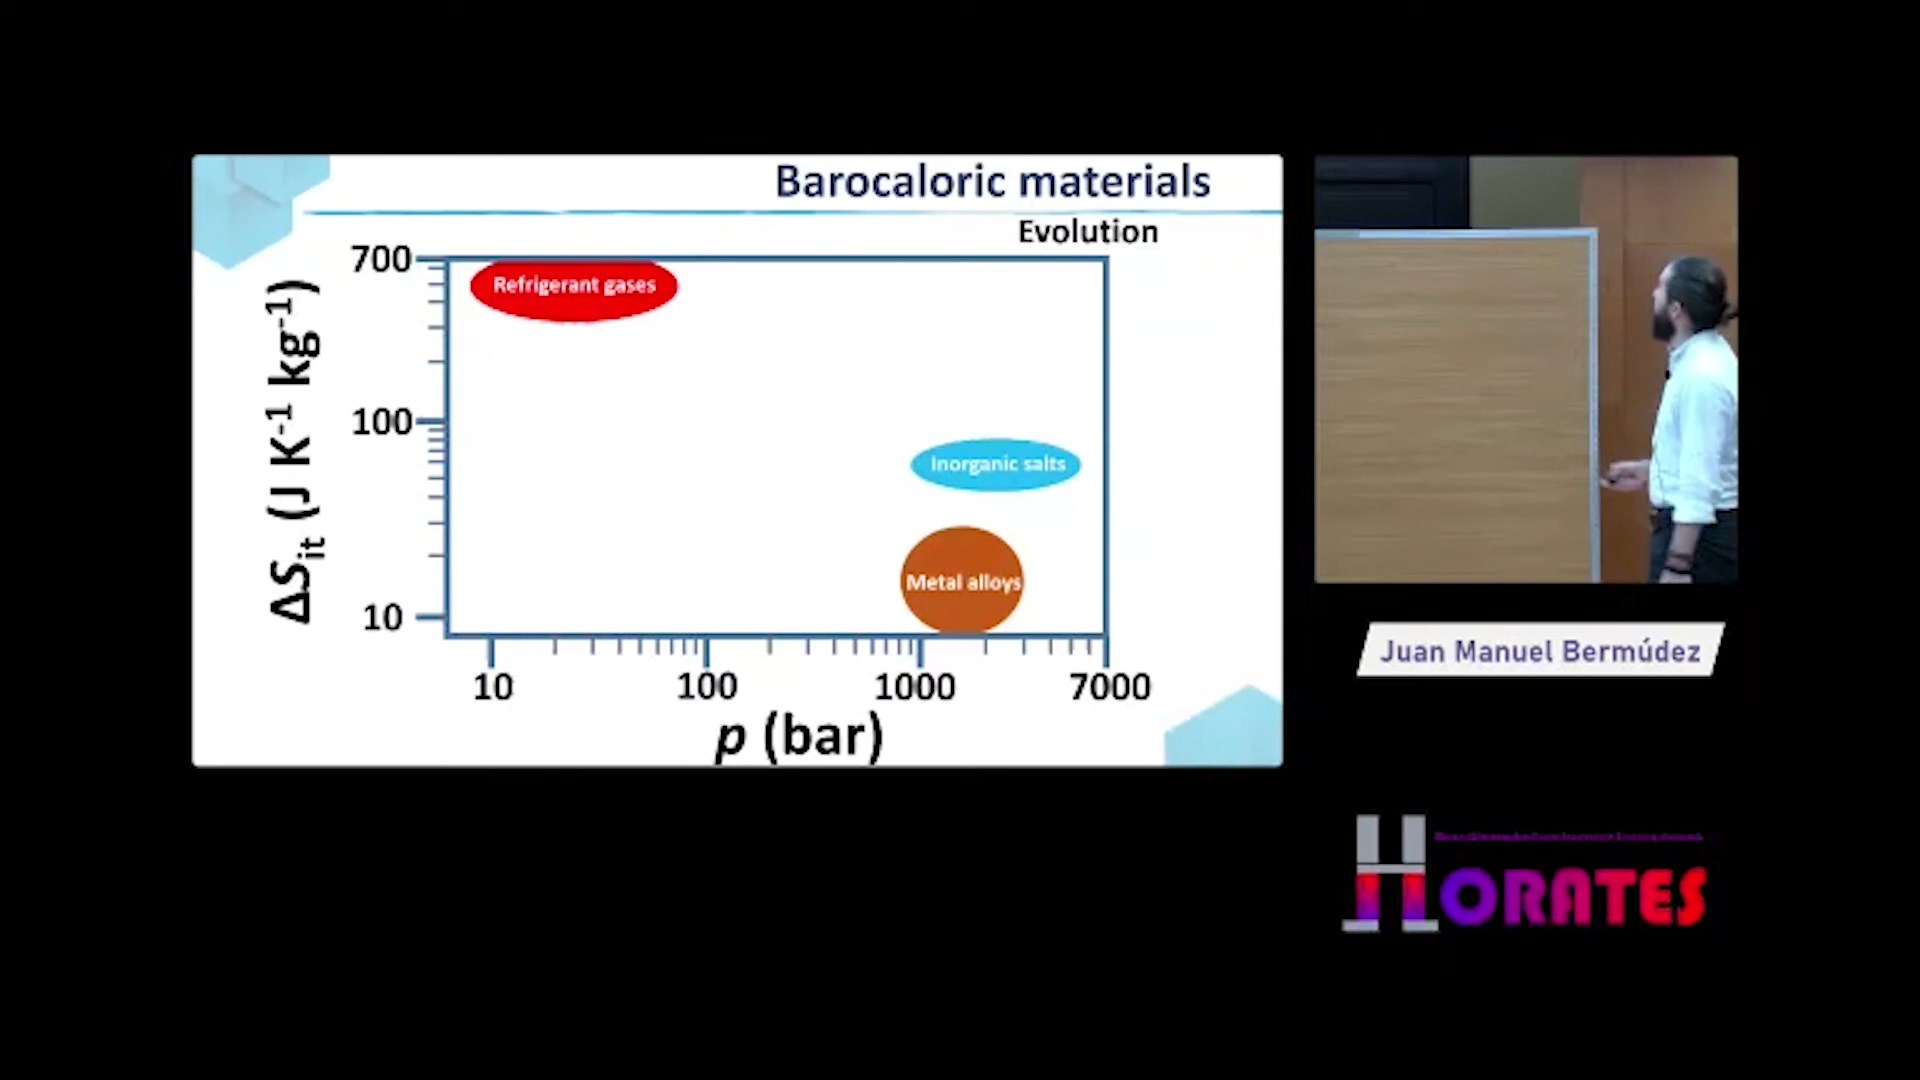 Barocaloric materials
Evolution
700
100
10
ΔSit (J K-1 kg-1)
Refrigerant gases
Inorganic salts
Metal alloys
10
100
1000
7000
p (bar)
Juan Manuel Bermúdez
HORATES